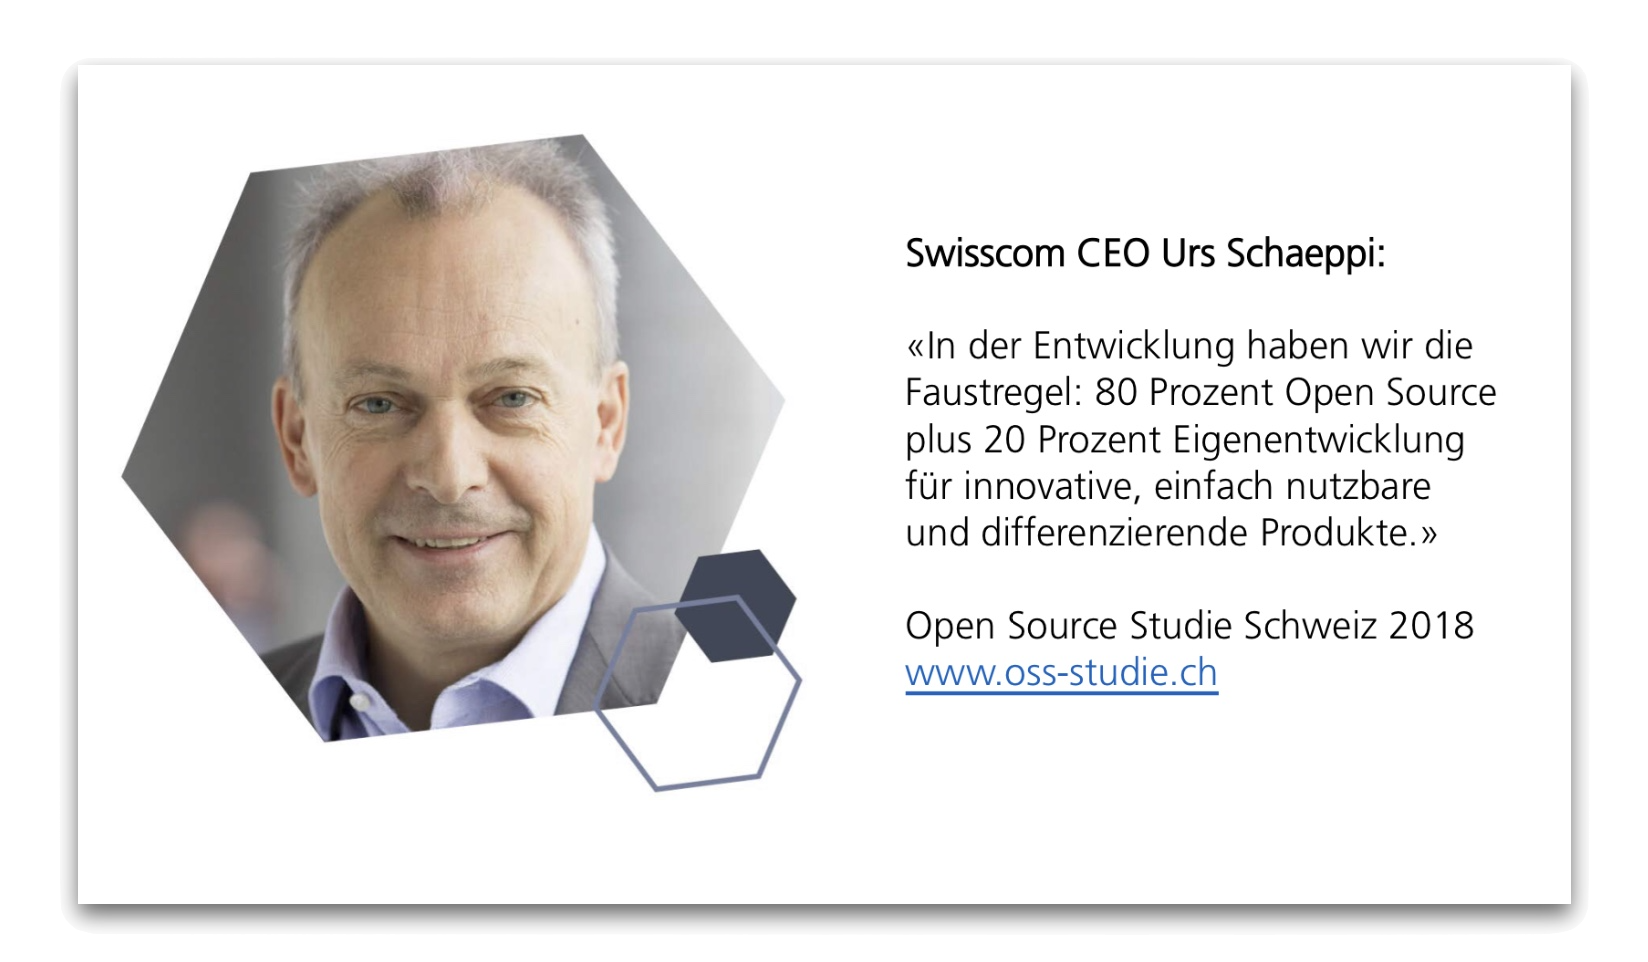 Swisscom CEO Urs Schaeppi:
«In der Entwicklung haben wir die
Faustregel: 80 Prozent Open Source
plus 20 Prozent Eigenentwicklung
für innovative, einfach nutzbare
und differenzierende Produkte.»
Open Source Studie Schweiz 2018
www.oss-studie.ch